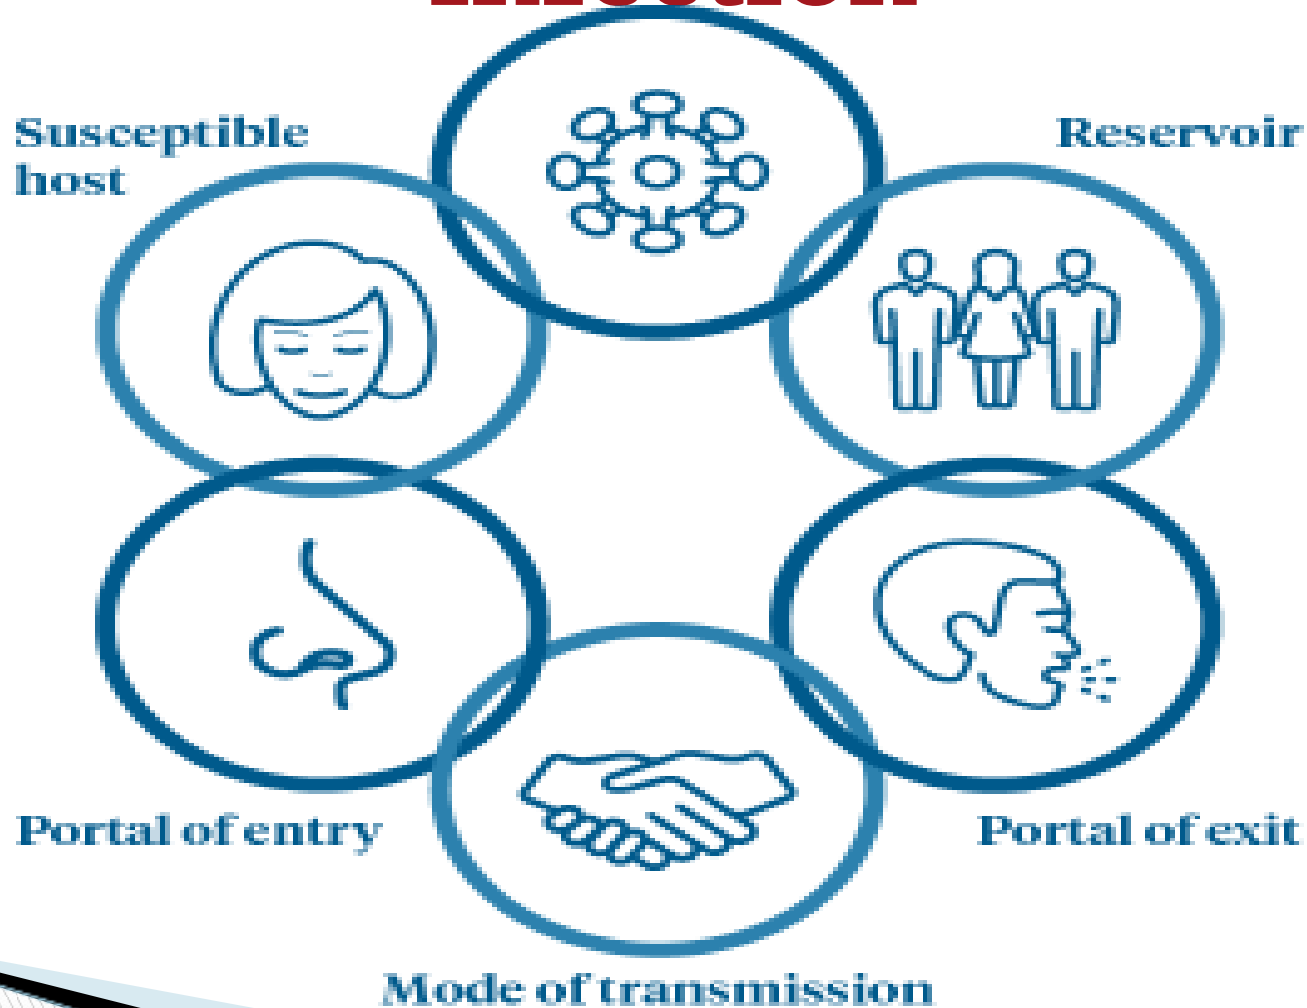 Susceptible
host
Reservoir
Portal of entry
Portal of exit
Mode of transmission